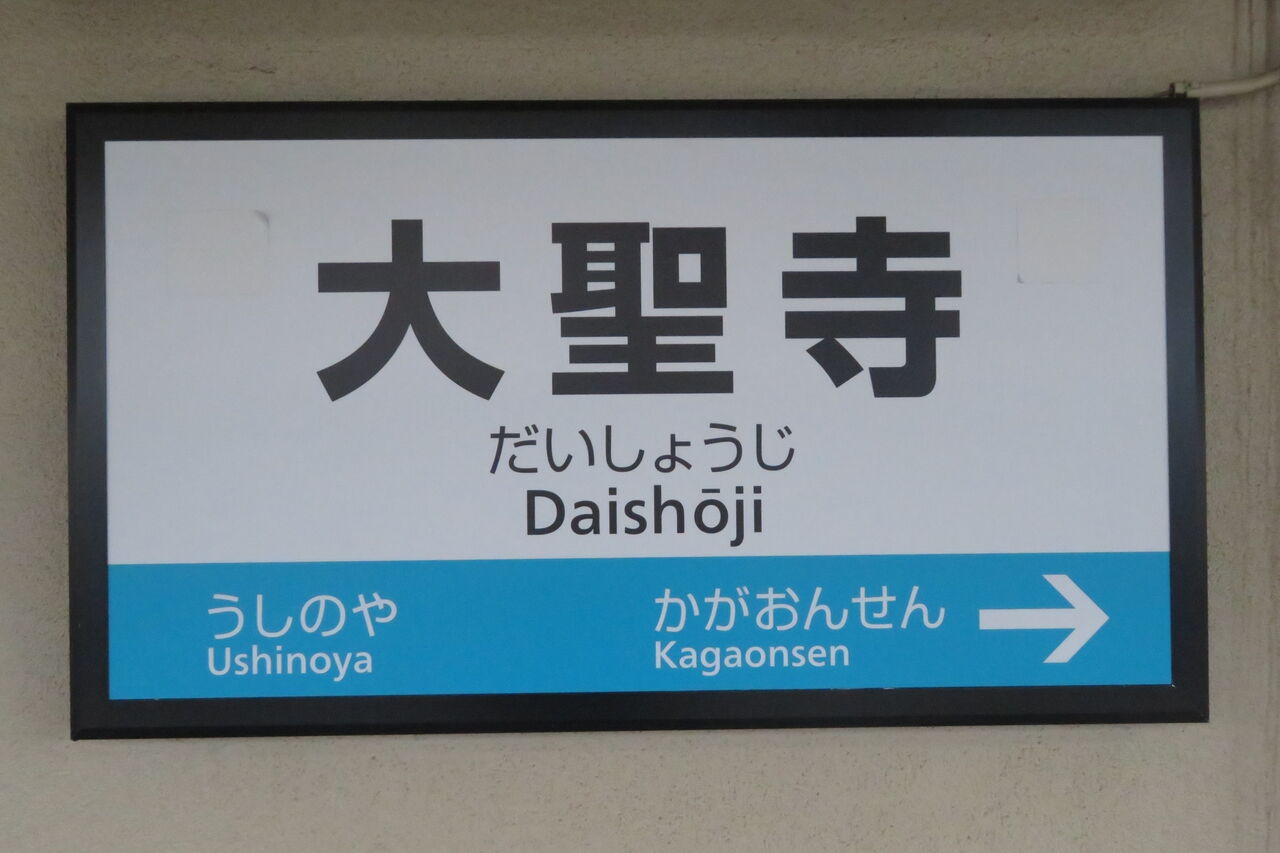 大聖寺
だいしょうじ
Daishōji
うしのや
Ushinoya
かがおんせん
Kagaonsen
→